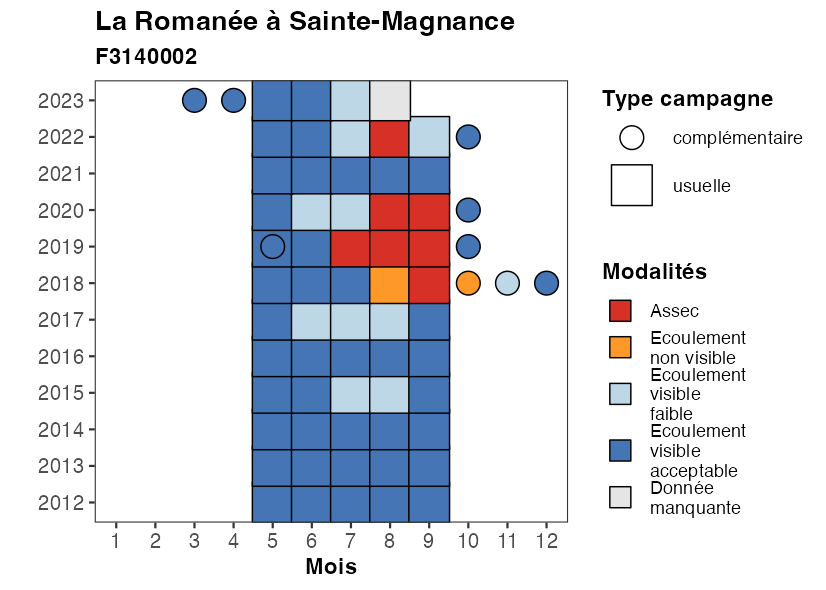 La Romanée à Sainte-Magnance
F3140002
2023
2022
2021
2020
2019
2018
2017
2016
2015
2014
2013
2012
1 2 3 4 5 6 7 8 9 10 11 12
Mois
Type campagne
complémentaire
usuelle
Modalités
Assec
Ecoulement
non visible
Ecoulement
visible
faible
Ecoulement
visible
acceptable
Donnée
manquante